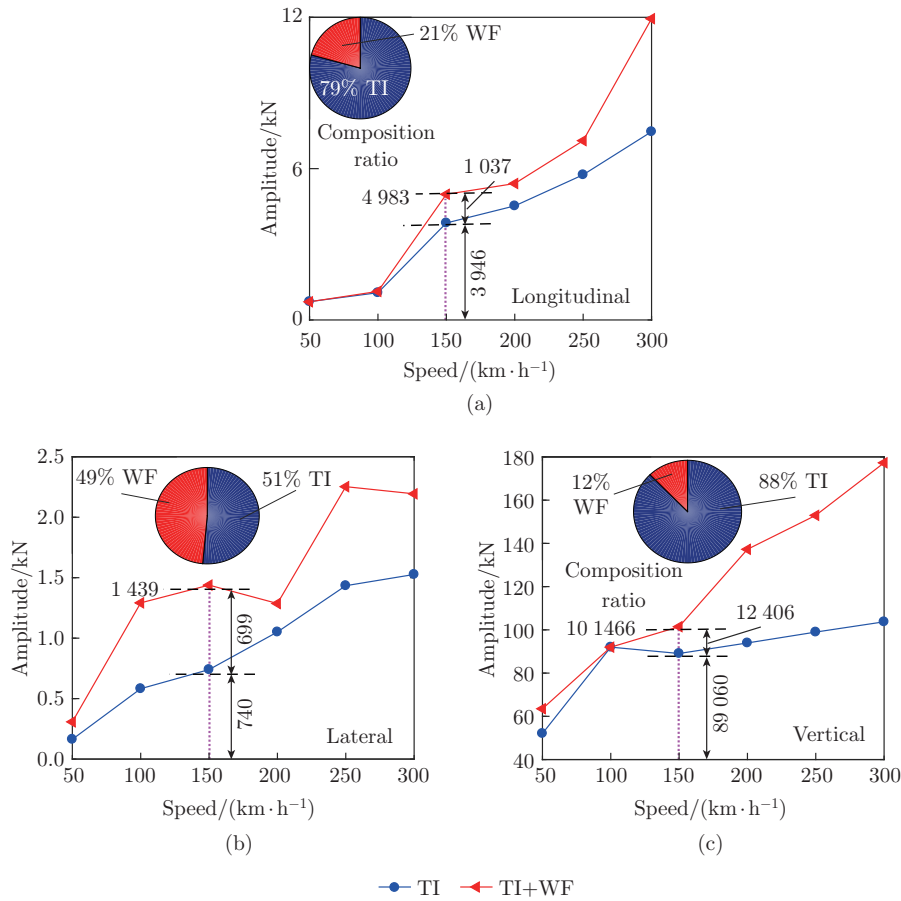 12
6
0
Amplitude/kN
21% WF
79% TI
Composition
ratio
4 983
1 037
3 946
Longitudinal
50
100
150
200
250
300
Speed/(km·h⁻¹)
(a)
2.5
2.0
1.5
1.0
0.5
0.0
Amplitude/kN
49% WF
51% TI
1 439
699
740
Lateral
50
100
150
200
250
300
Speed/(km·h⁻¹)
(b)
180
160
140
120
100
80
60
40
Amplitude/kN
12%
WF
88% TI
Composition
ratio
10 1466
12 406
89 060
Vertical
50
100
150
200
250
300
Speed/(km·h⁻¹)
(c)
TI
TI+WF